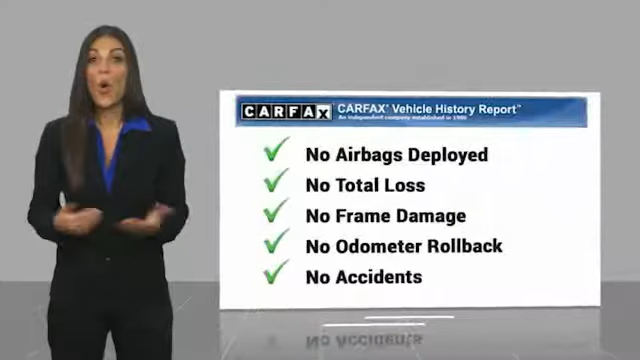 CARFAX CARFAX® Vehicle History Report™
An independent company established in 1986
No Airbags Deployed
No Total Loss
No Frame Damage
No Odometer Rollback
No Accidents